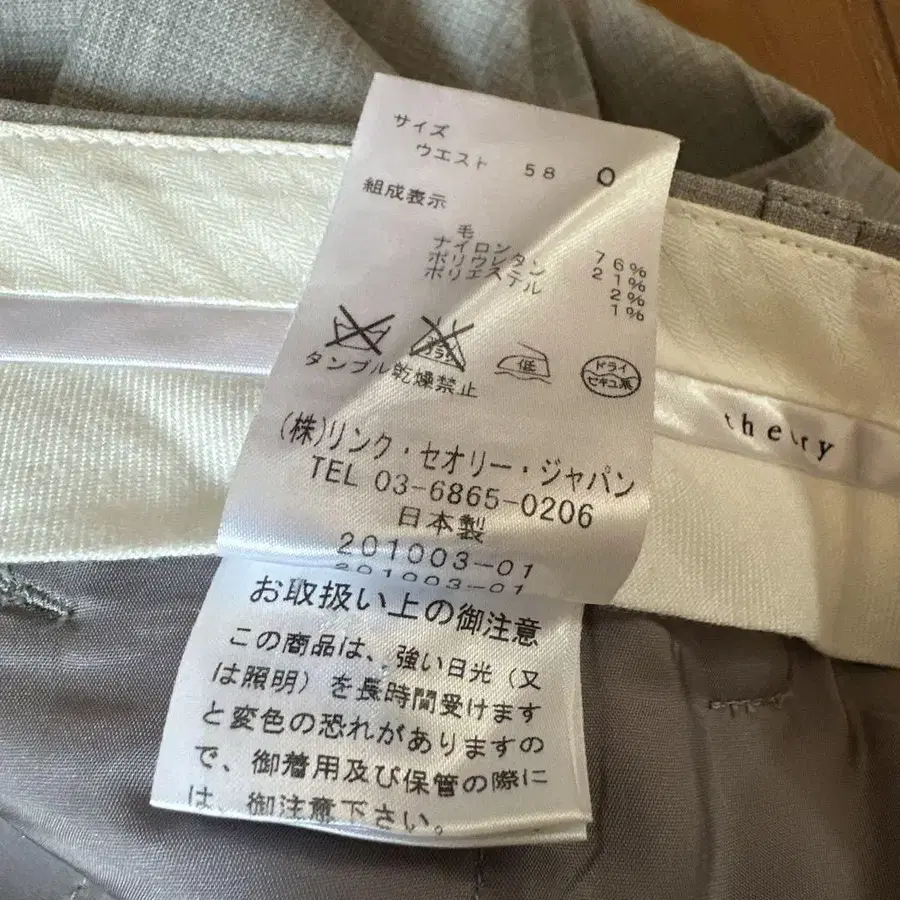 サイズ
ウエスト 58 0
組成表示
毛 76%
ナイロン 21%
ポリウレタン 2%
ポリエステル 1%
低
ドライ
セキユ系
タンブル乾燥禁止
(株)リンク・セオリー・ジャパン
TEL 03-6865-0206
日本製
201003-01
201003-01
theory
お取扱い上の御注意
この商品は、強い日光(又
は照明)を長時間受けます
と変色の恐れがありますの
で、御着用及び保管の際に
は、御注意下さい。